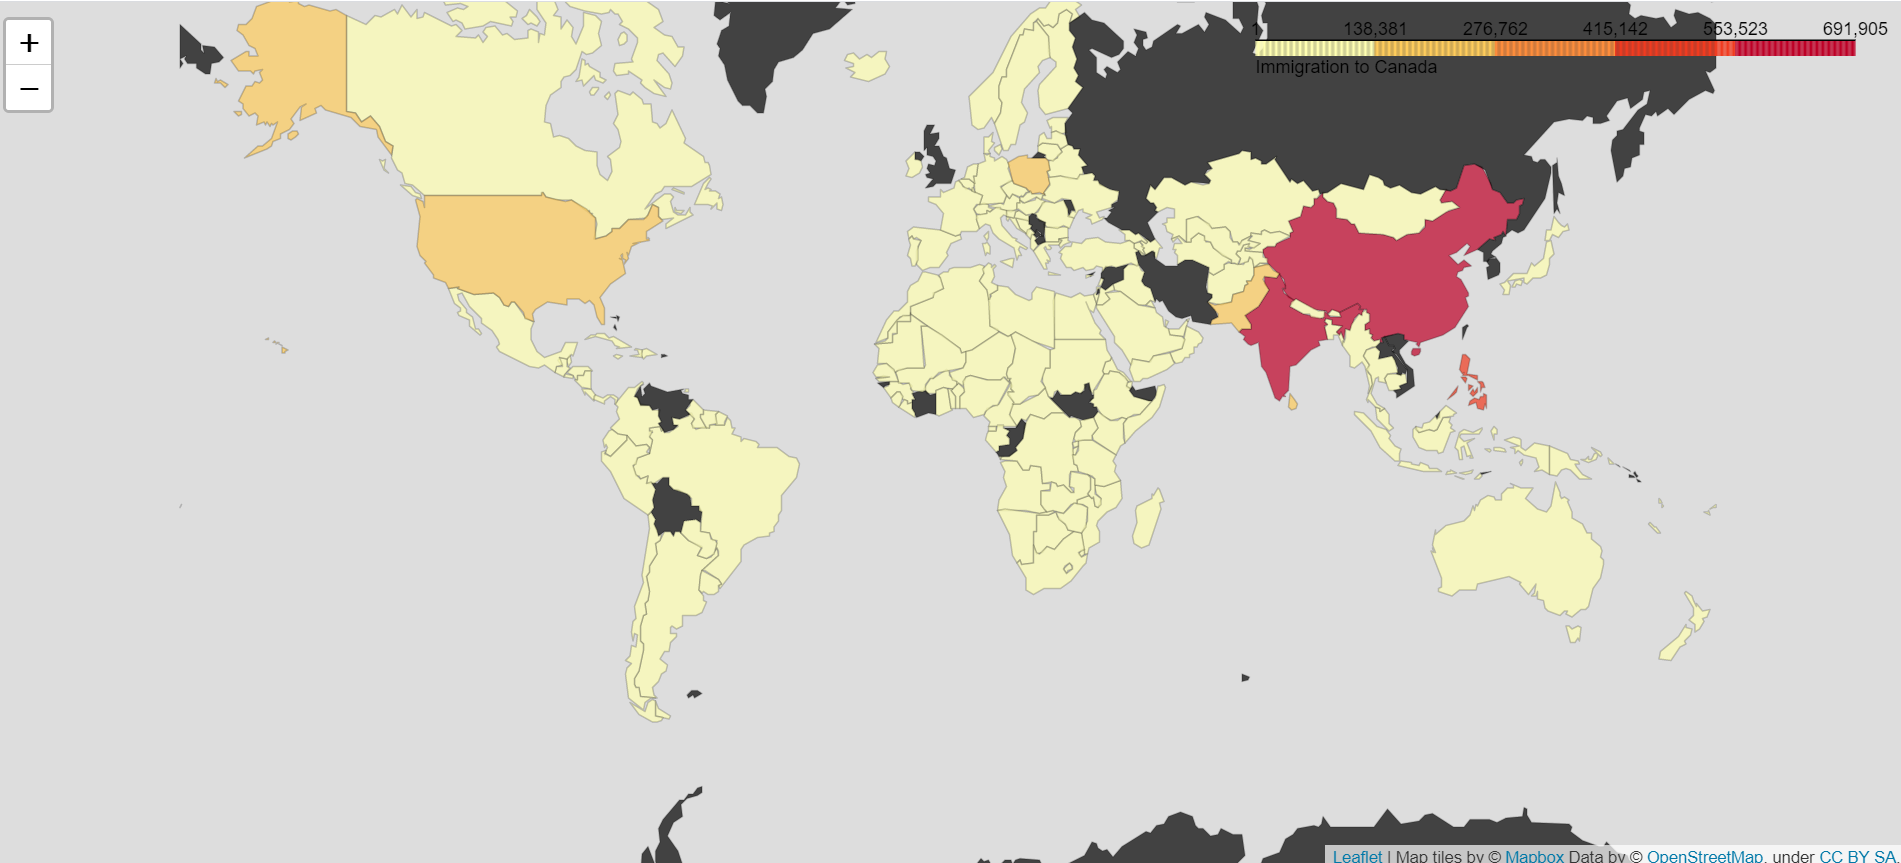 +
−
1 138,381 276,762 415,142 553,523 691,905
Immigration to Canada
Leaflet | Map tiles by © Mapbox Data by © OpenStreetMap, under CC BY SA.